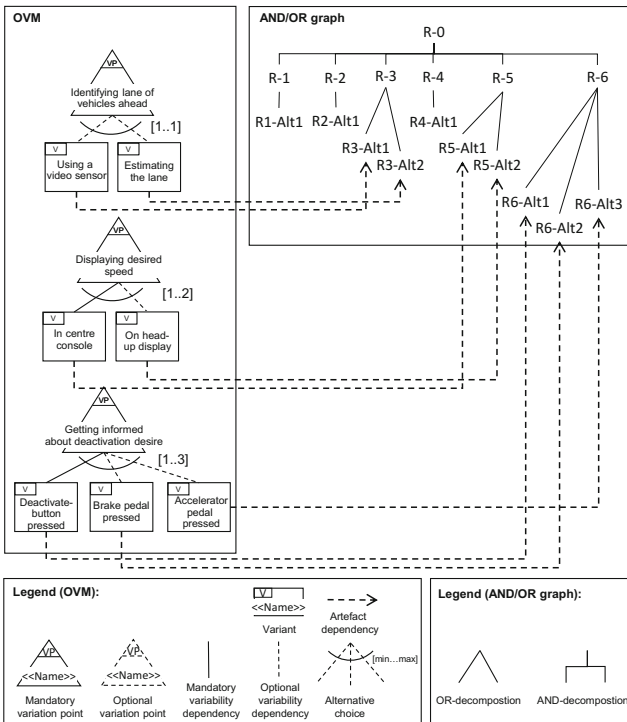 OVM
VP
Identifying lane of
vehicles ahead
[1..1]
V
Using a
video sensor
V
Estimating
the lane
VP
Displaying desired
speed
[1..2]
V
In centre
console
V
On head-
up display
VP
Getting informed
about deactivation desire
[1..3]
V
Deactivate-
button
pressed
V
Brake pedal
pressed
V
Accelerator
pedal
pressed
AND/OR graph
R-0
R-1
R-2
R-3
R-4
R-5
R-6
R1-Alt1
R2-Alt1
R3-Alt1
R3-Alt2
R4-Alt1
R5-Alt1
R5-Alt2
R6-Alt1
R6-Alt2
R6-Alt3
Legend (OVM):
V
<<Name>>
Variant
Artefact
dependency
VP
<<Name>>
Mandatory
variation point
VP
<<Name>>
Optional
variation point
Mandatory
variability
dependency
Optional
variability
dependency
[min...max]
Alternative
choice
Legend (AND/OR graph):
OR-decompostion
AND-decompostion